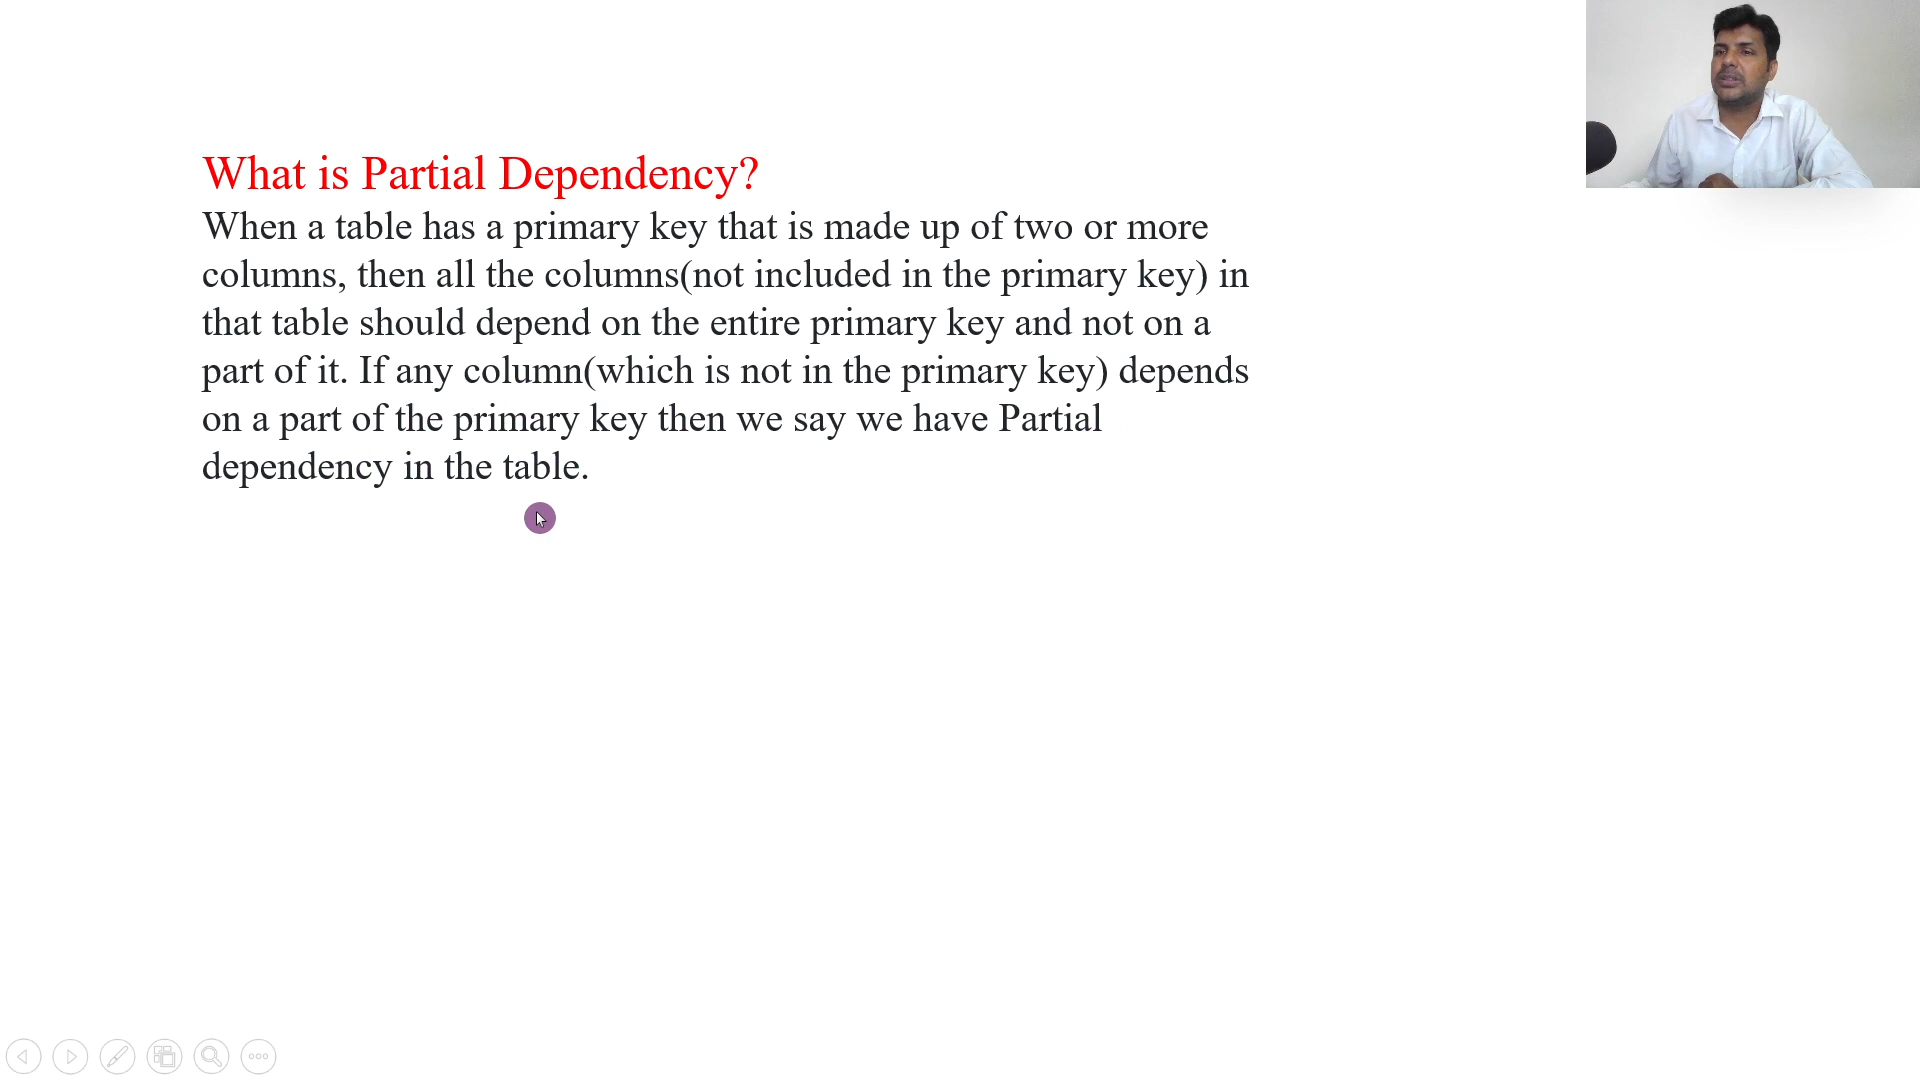 What is Partial Dependency?
When a table has a primary key that is made up of two or more
columns, then all the columns(not included in the primary key) in
that table should depend on the entire primary key and not on a
part of it. If any column(which is not in the primary key) depends
on a part of the primary key then we say we have Partial
dependency in the table.